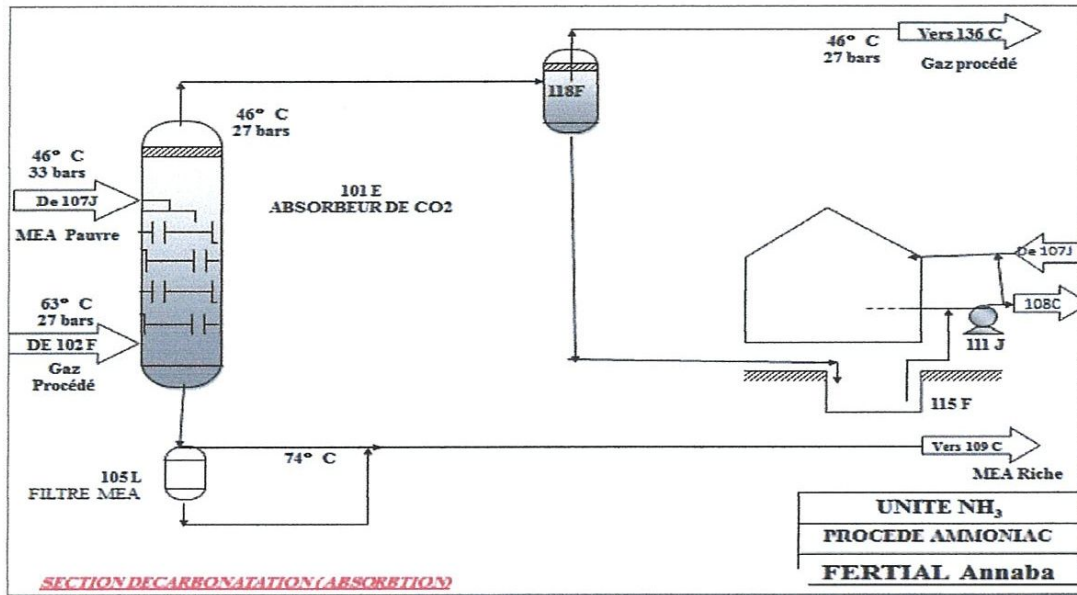 46° C
27 bars
Vers 136 C
Gaz procédé
118F
46° C
27 bars
46° C
33 bars
De 107J
MEA Pauvre
101 E
ABSORBEUR DE CO2
63° C
27 bars
DE 102 F
Gaz
Procédé
De 107J
108C
111 J
115 F
74° C
Vers 109 C
MEA Riche
105 L
FILTRE MEA
UNITE NH₃
PROCEDE AMMONIAC
FERTIAL Annaba
SECTION DECARBONATATION (ABSORBTION)